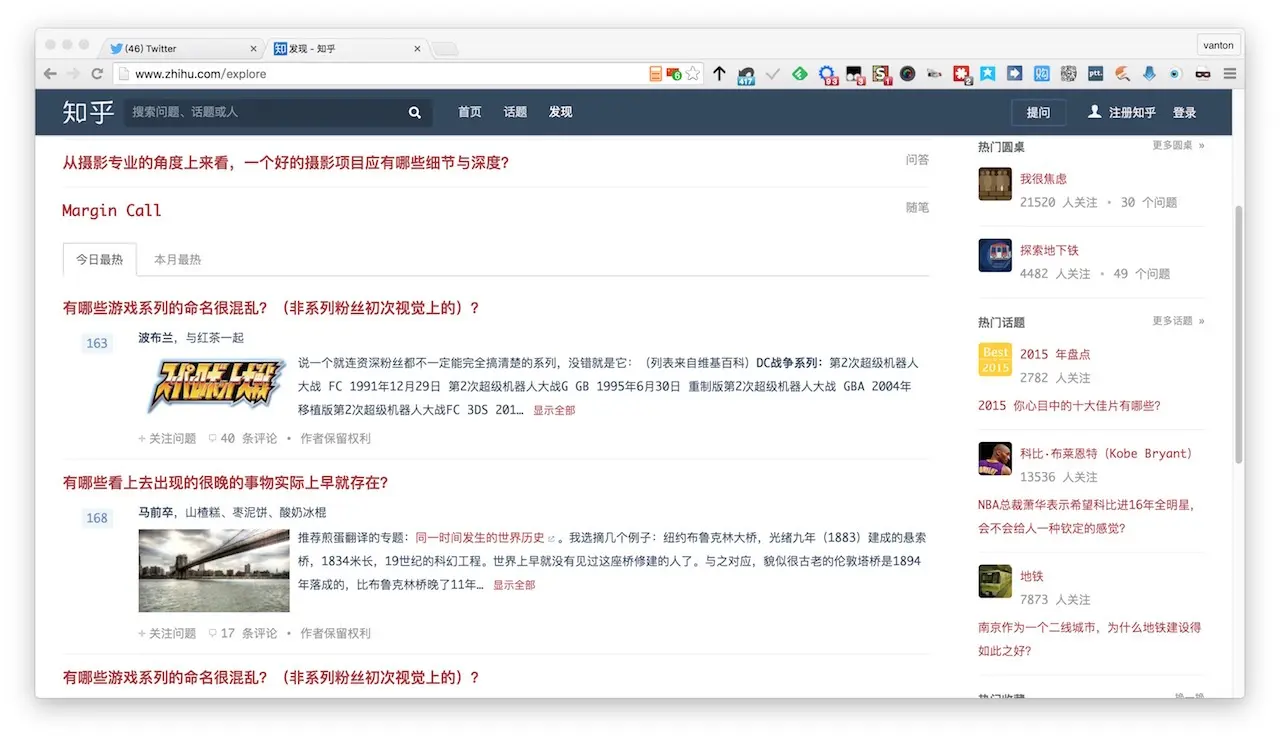 (46) Twitter
知 发现 - 知乎
vanton
www.zhihu.com/explore
6
417
93
3
1
ptt.
2
知乎
搜索问题、话题或人
首页
话题
发现
提问
注册知乎
登录
从摄影专业的角度上来看，一个好的摄影项目应有哪些细节与深度？
问答
Margin Call
随笔
今日最热
本月最热
有哪些游戏系列的命名很混乱？（非系列粉丝初次视觉上的）？
163
波布兰，与红茶一起
スーパーロボット大戦
说一个就连资深粉丝都不一定能完全搞清楚的系列，没错就是它：（列表来自维基百科）DC战争系列：第2次超级机器人
大战 FC 1991年12月29日 第2次超级机器人大战G GB 1995年6月30日 重制版第2次超级机器人大战 GBA 2004年
移植版第2次超级机器人大战FC 3DS 201… 显示全部
+ 关注问题 40 条评论 • 作者保留权利
有哪些看上去出现的很晚的事物实际上早就存在？
168
马前卒，山楂糕、枣泥饼、酸奶冰棍
推荐煎蛋翻译的专题：同一时间发生的世界历史。我选摘几个例子：纽约布鲁克林大桥，光绪九年（1883）建成的悬索
桥，1834米长，19世纪的科幻工程。世界上早就没有见过这座桥修建的人了。与之对应，貌似很古老的伦敦塔桥是1894
年落成的，比布鲁克林桥晚了11年… 显示全部
+ 关注问题 17 条评论 • 作者保留权利
有哪些游戏系列的命名很混乱？（非系列粉丝初次视觉上的）？
热门圆桌
更多圆桌 »
我很焦虑
21520 人关注 • 30 个问题
探索地下铁
4482 人关注 • 49 个问题
热门话题
更多话题 »
Best
2015
2015 年盘点
2782 人关注
2015 你心目中的十大佳片有哪些？
科比·布莱恩特（Kobe Bryant）
13536 人关注
NBA总裁萧华表示希望科比进16年全明星，
会不会给人一种钦定的感觉？
地铁
7873 人关注
南京作为一个二线城市，为什么地铁建设得
如此之好？
热门收藏
换一换